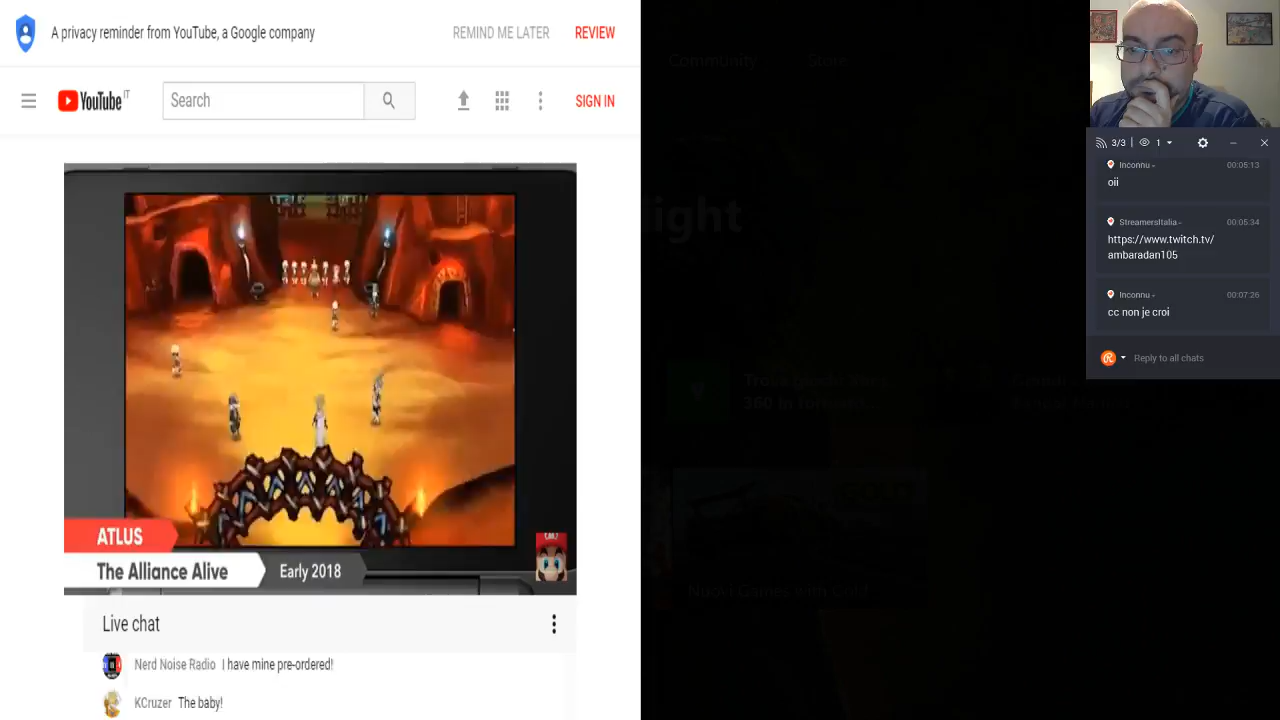 A privacy reminder from YouTube, a Google company
REMIND ME LATER
REVIEW
YouTube IT
Search
SIGN IN
ATLUS
The Alliance Alive
Early 2018
Live chat
Nerd Noise Radio I have mine pre-ordered!
KCruzer The baby!
Community
Store
light
3/3
1
Inconnu
00:05:13
oii
StreamersItalia
00:05:34
https://www.twitch.tv/
ambaradan105
Inconnu
00:07:26
cc non je croi
Reply to all chats